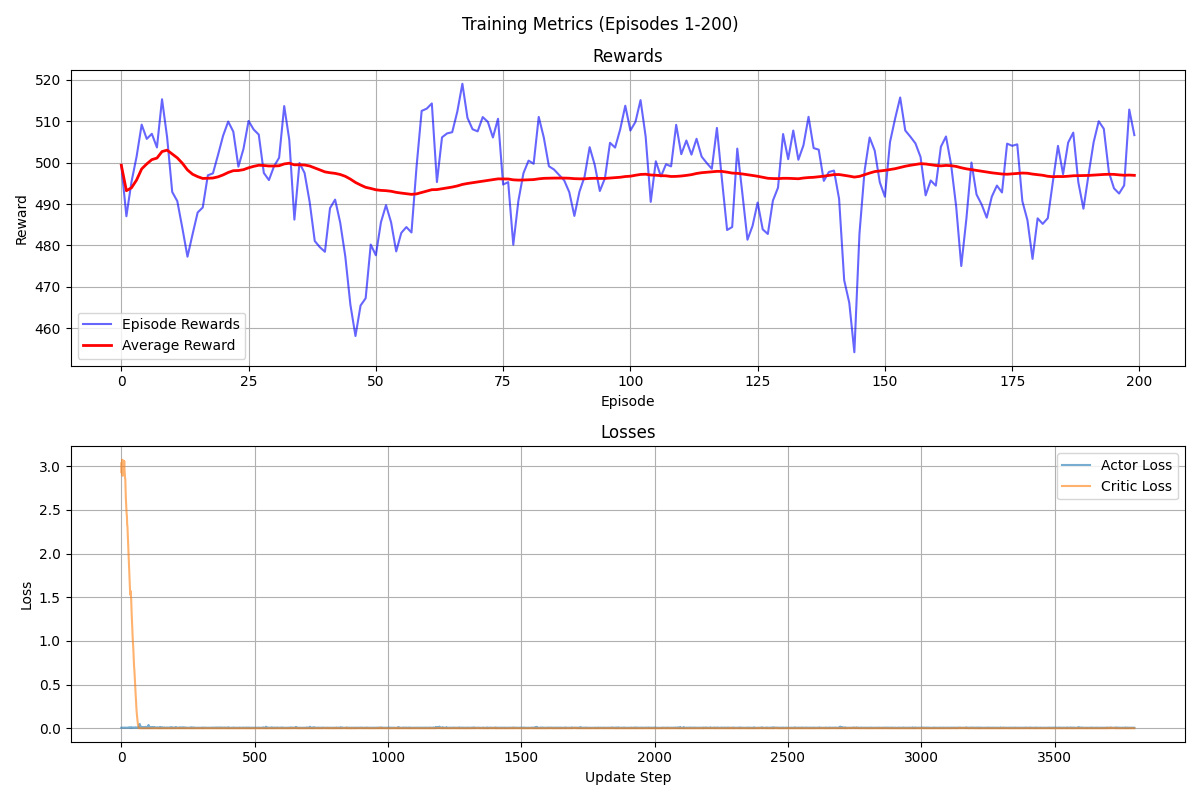 Training Metrics (Episodes 1-200)
Rewards
520
510
500
490
480
470
460
Reward
Episode Rewards
Average Reward
0 25 50 75 100 125 150 175 200
Episode
Losses
3.0
2.5
2.0
1.5
1.0
0.5
0.0
Loss
Actor Loss
Critic Loss
0 500 1000 1500 2000 2500 3000 3500
Update Step